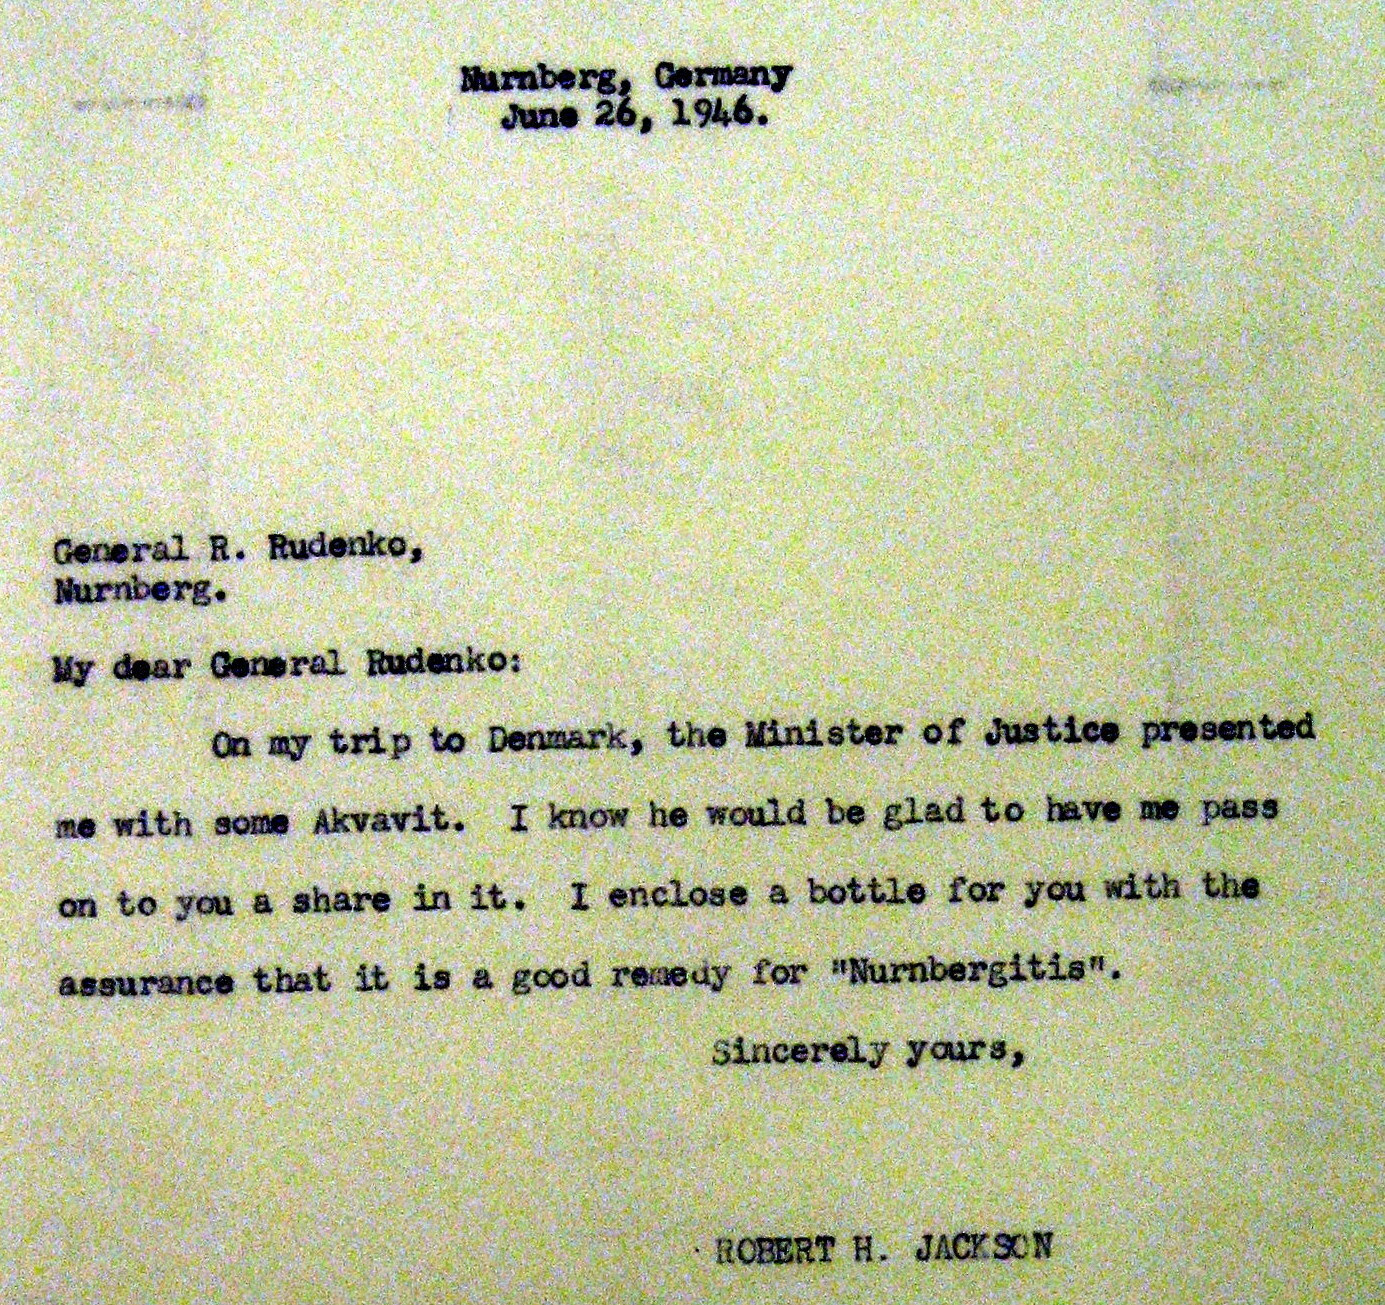 Nurnberg, Germany
June 26, 1946.
General R. Rudenko,
Nurnberg.
My dear General Rudenko:
On my trip to Denmark, the Minister of Justice presented
me with some Akvavit. I know he would be glad to have me pass
on to you a share in it. I enclose a bottle for you with the
assurance that it is a good remedy for "Nurnbergitis".
Sincerely yours,
ROBERT H. JACKSON